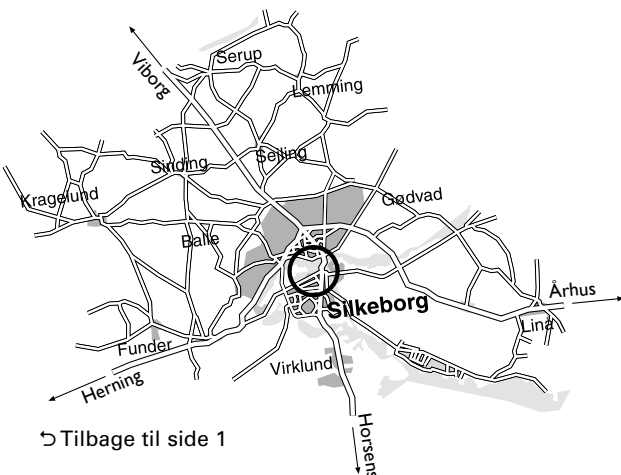 Serup
Viborg
Lemming
Sejling
Sinding
Kragelund
Gødvad
Balle
Århus
Silkeborg
Lina
Funder
Virklund
Herning
Horsens
Tilbage til side 1